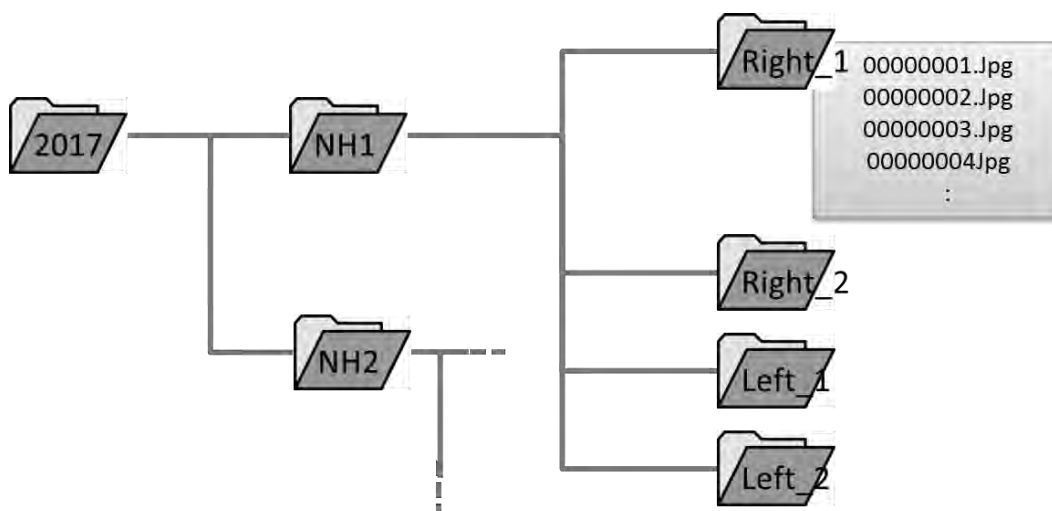 2017
NH1
NH2
Right_1
00000001.Jpg
00000002.Jpg
00000003.Jpg
00000004Jpg
:
Right_2
Left_1
Left_2